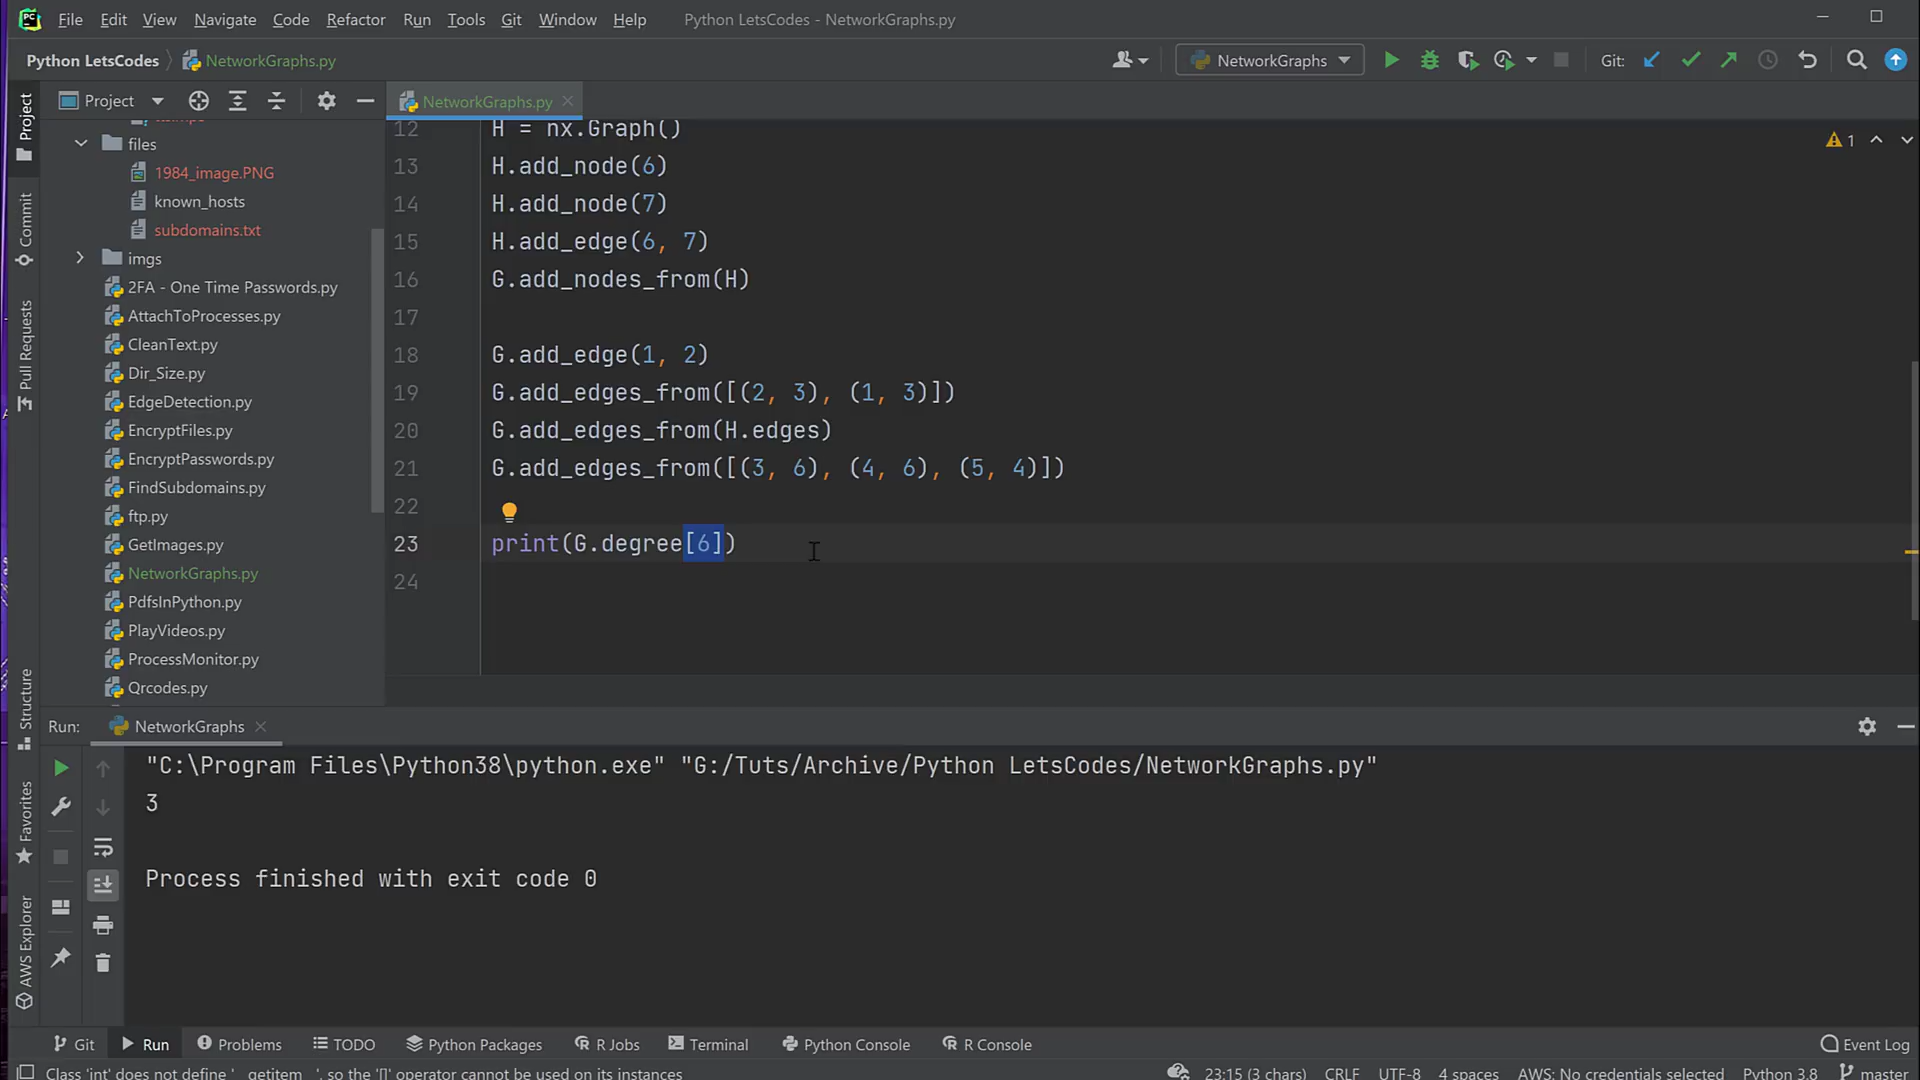 File Edit View Navigate Code Refactor Run Tools Git Window Help Python LetsCodes - NetworkGraphs.py
Python LetsCodes NetworkGraphs.py NetworkGraphs Git:
Project NetworkGraphs.py
files
1984_image.PNG
known_hosts
subdomains.txt
imgs
2FA - One Time Passwords.py
AttachToProcesses.py
CleanText.py
Dir_Size.py
EdgeDetection.py
EncryptFiles.py
EncryptPasswords.py
FindSubdomains.py
ftp.py
GetImages.py
NetworkGraphs.py
PdfsInPython.py
PlayVideos.py
ProcessMonitor.py
Qrcodes.py
Project
Commit
Pull Requests
Structure
Favorites
AWS Explorer
12 H = nx.Graph()
13 H.add_node(6)
14 H.add_node(7)
15 H.add_edge(6, 7)
16 G.add_nodes_from(H)
17
18 G.add_edge(1, 2)
19 G.add_edges_from([(2, 3), (1, 3)])
20 G.add_edges_from(H.edges)
21 G.add_edges_from([(3, 6), (4, 6), (5, 4)])
22
23 print(G.degree[6])
24
1
Run: NetworkGraphs
"C:\Program Files\Python38\python.exe" "G:/Tuts/Archive/Python LetsCodes/NetworkGraphs.py"
3
Process finished with exit code 0
Git Run Problems TODO Python Packages R Jobs Terminal Python Console R Console Event Log
Class 'int' does not define '__getitem__', so the '[]' operator cannot be used on its instances 23:15 (3 chars) CRLF UTF-8 4 spaces AWS: No credentials selected Python 3.8 master